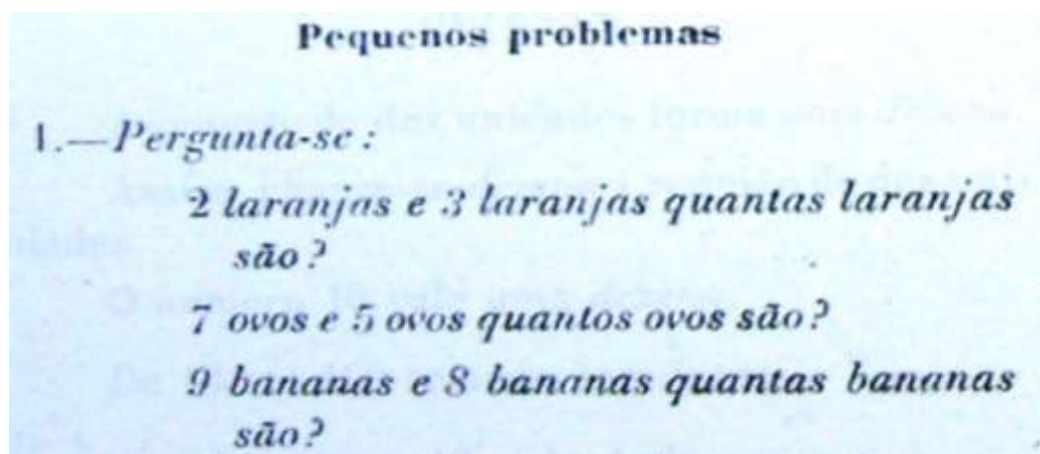 Pequenos problemas
1.—Pergunta-se:
2 laranjas e 3 laranjas quantas laranjas
são?
7 ovos e 5 ovos quantos ovos são?
9 bananas e 8 bananas quantas bananas
são?